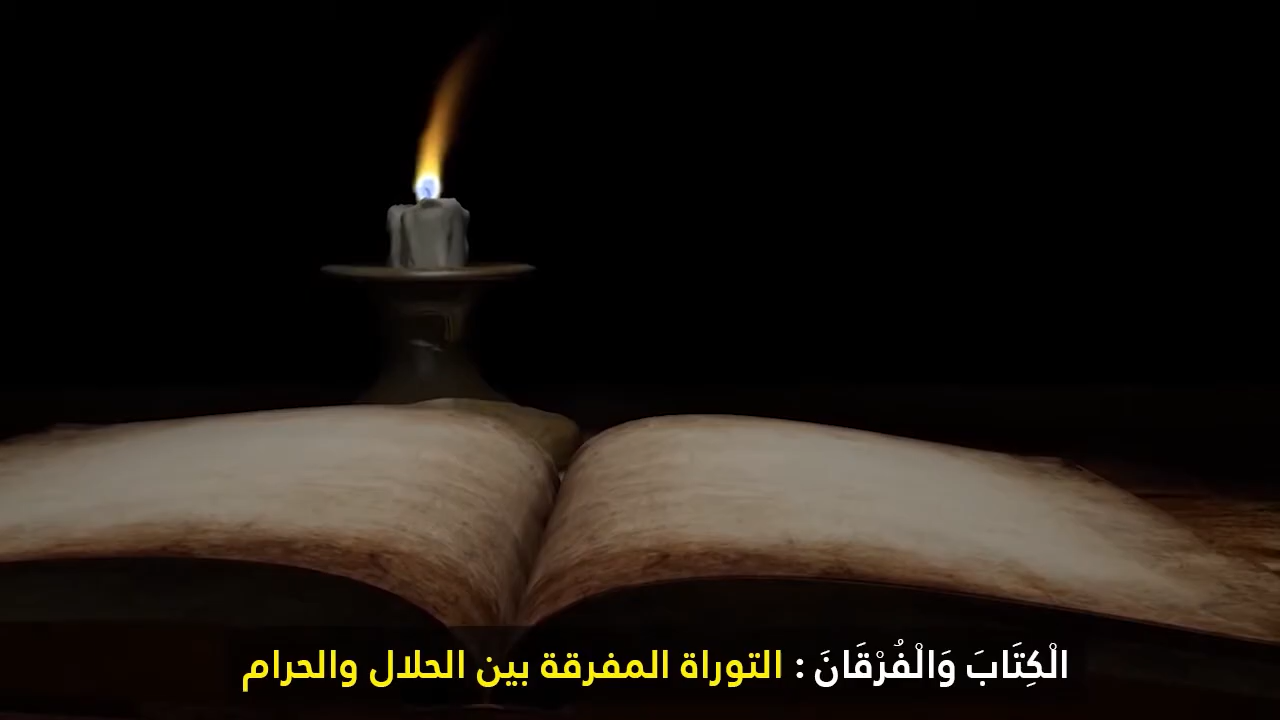 الْكِتَابَ وَالْفُرْقَانَ : التوراة المفرقة بين الحلال والحرام